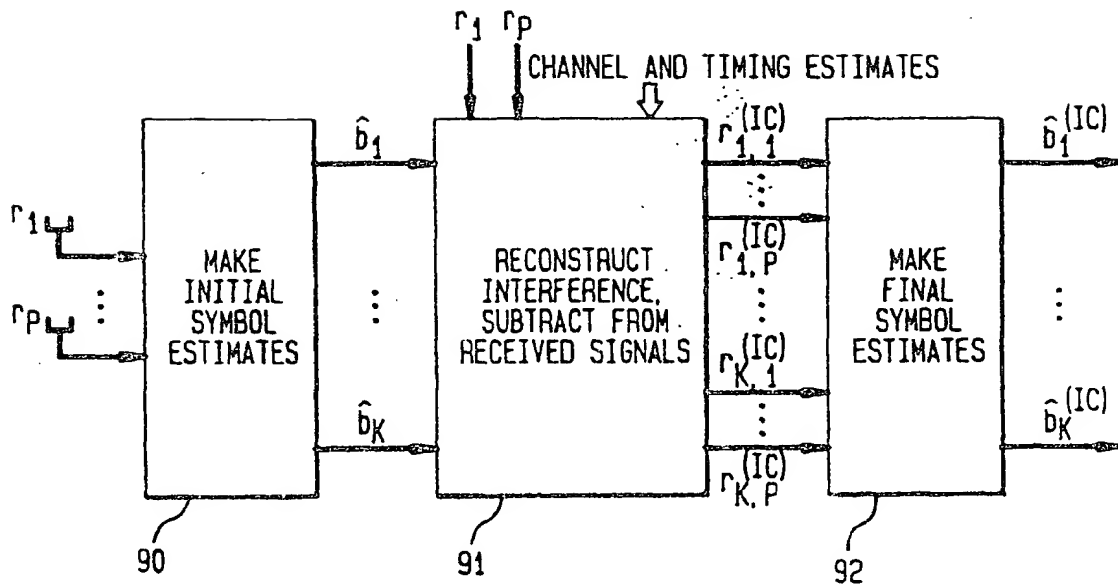 r1 rP
CHANNEL AND TIMING ESTIMATES
r1
⋮
rP
MAKE
INITIAL
SYMBOL
ESTIMATES
b̂1
⋮
b̂K
RECONSTRUCT
INTERFERENCE,
SUBTRACT FROM
RECEIVED SIGNALS
r1,1(IC)
⋮
r1,P(IC)
⋮
rK,1(IC)
⋮
rK,P(IC)
MAKE
FINAL
SYMBOL
ESTIMATES
b̂1(IC)
⋮
b̂K(IC)
90
91
92